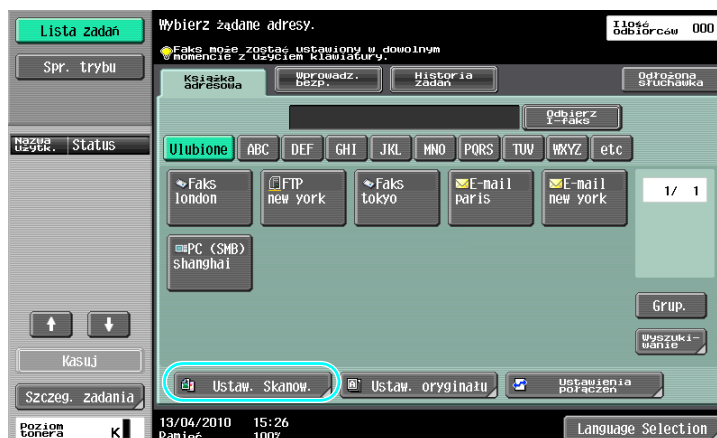 Lista zadań
Spr. trybu
Nazwa użytk.
Status
Kasuj
Szczeg. zadania
Poziom tonera
K
Wybierz żądane adresy.
Ilość odbiorców 000
Faks może zostać ustawiony w dowolnym
momencie z użyciem klawiatury.
Książka adresowa
Wprowadz. bezp.
Historia zadań
Odłożona słuchawka
Odbierz I-faks
Ulubione ABC DEF GHI JKL MNO PQRS TUV WXYZ etc
Faks
london
FTP
new york
Faks
tokyo
E-mail
paris
E-mail
new york
1/ 1
PC (SMB)
shanghai
Grup.
Wyszuki-
wanie
Ustaw. Skanow.
Ustaw. oryginału
Ustawienia połączeń
13/04/2010 15:26
Pamięć 100%
Language Selection